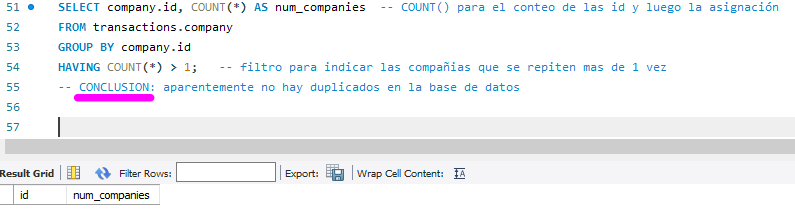 51 SELECT company.id, COUNT(*) AS num_companies -- COUNT() para el conteo de las id y luego la asignación
52 FROM transactions.company
53 GROUP BY company.id
54 HAVING COUNT(*) > 1; -- filtro para indicar las compañias que se repiten mas de 1 vez
55 -- CONCLUSION: aparentemente no hay duplicados en la base de datos
56
57
Result Grid Filter Rows: Export: Wrap Cell Content: IA
id num_companies